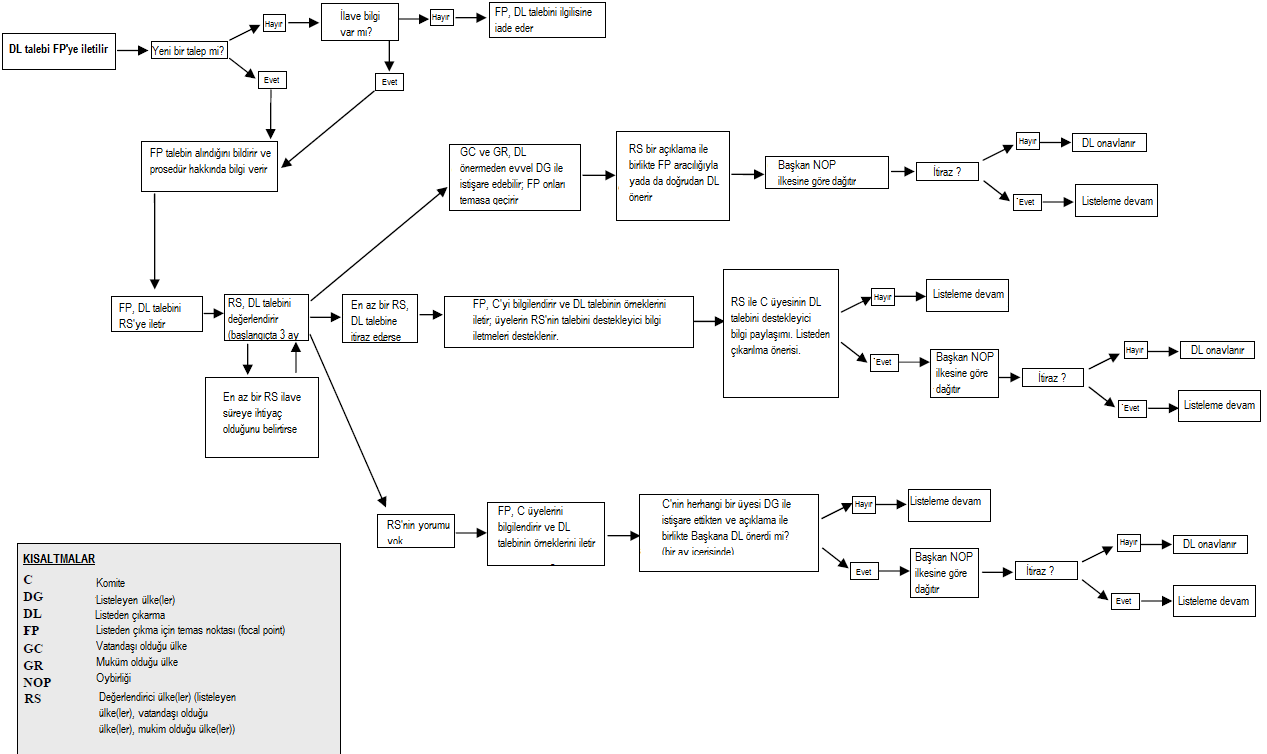 DL talebi FP'ye iletilir
Yeni bir talep mi?
Hayır
İlave bilgi
var mı?
Hayır
FP, DL talebini ilgilisine
iade eder
Evet
Evet
FP talebin alındığını bildirir ve
prosedür hakkında bilgi verir
GC ve GR, DL
önermeden evvel DG ile
istişare edebilir; FP onları
temasa geçirir
RS bir açıklama ile
birlikte FP aracılığıyla
yada da doğrudan DL
önerir
Başkan NOP
ilkesine göre dağıtır
İtiraz ?
Hayır
DL onavlanır
`Evet
Listeleme devam
FP, DL talebini
RS'ye iletir
RS, DL talebini
değerlendirir
(başlangıçta 3 ay
En az bir RS ilave
süreye ihtiyaç
olduğunu belirtirse
En az bir RS,
DL talebine
itiraz ederse
FP, C'yi bilgilendirir ve DL talebinin örneklerini
iletir; üyelerin RS'nin talebini destekleyici bilgi
iletmeleri desteklenir.
RS ile C üyesinin DL
talebini destekleyici
bilgi paylaşımı. Listeden
çıkarılma önerisi.
Hayır
Listeleme devam
`Evet
Başkan NOP
ilkesine göre
dağıtır
İtiraz ?
Hayır
DL onavlanır
`Evet
Listeleme devam
RS'nin yorumu
yok
FP, C üyelerini
bilgilendirir ve DL
talebinin örneklerini iletir
C'nin herhangi bir üyesi DG ile
istişare ettikten ve açıklama ile
birlikte Başkana DL önerdi mi?
(bir ay içerisinde)
Hayır
Listeleme devam
Evet
Başkan NOP
ilkesine göre
dağıtır
İtiraz ?
Hayır
DL onavlanır
Evet
Listeleme devam
KISALTMALAR
C Komite
DG Listeleyen ülke(ler)
DL Listeden çıkarma
FP Listeden çıkma için temas noktası (focal point)
GC Vatandaşı olduğu ülke
GR Muküm olduğu ülke
NOP Oybirliği
RS Değerlendirici ülke(ler) (listeleyen
ülke(ler), vatandaşı olduğu
ülke(ler), mukim olduğu ülke(ler))